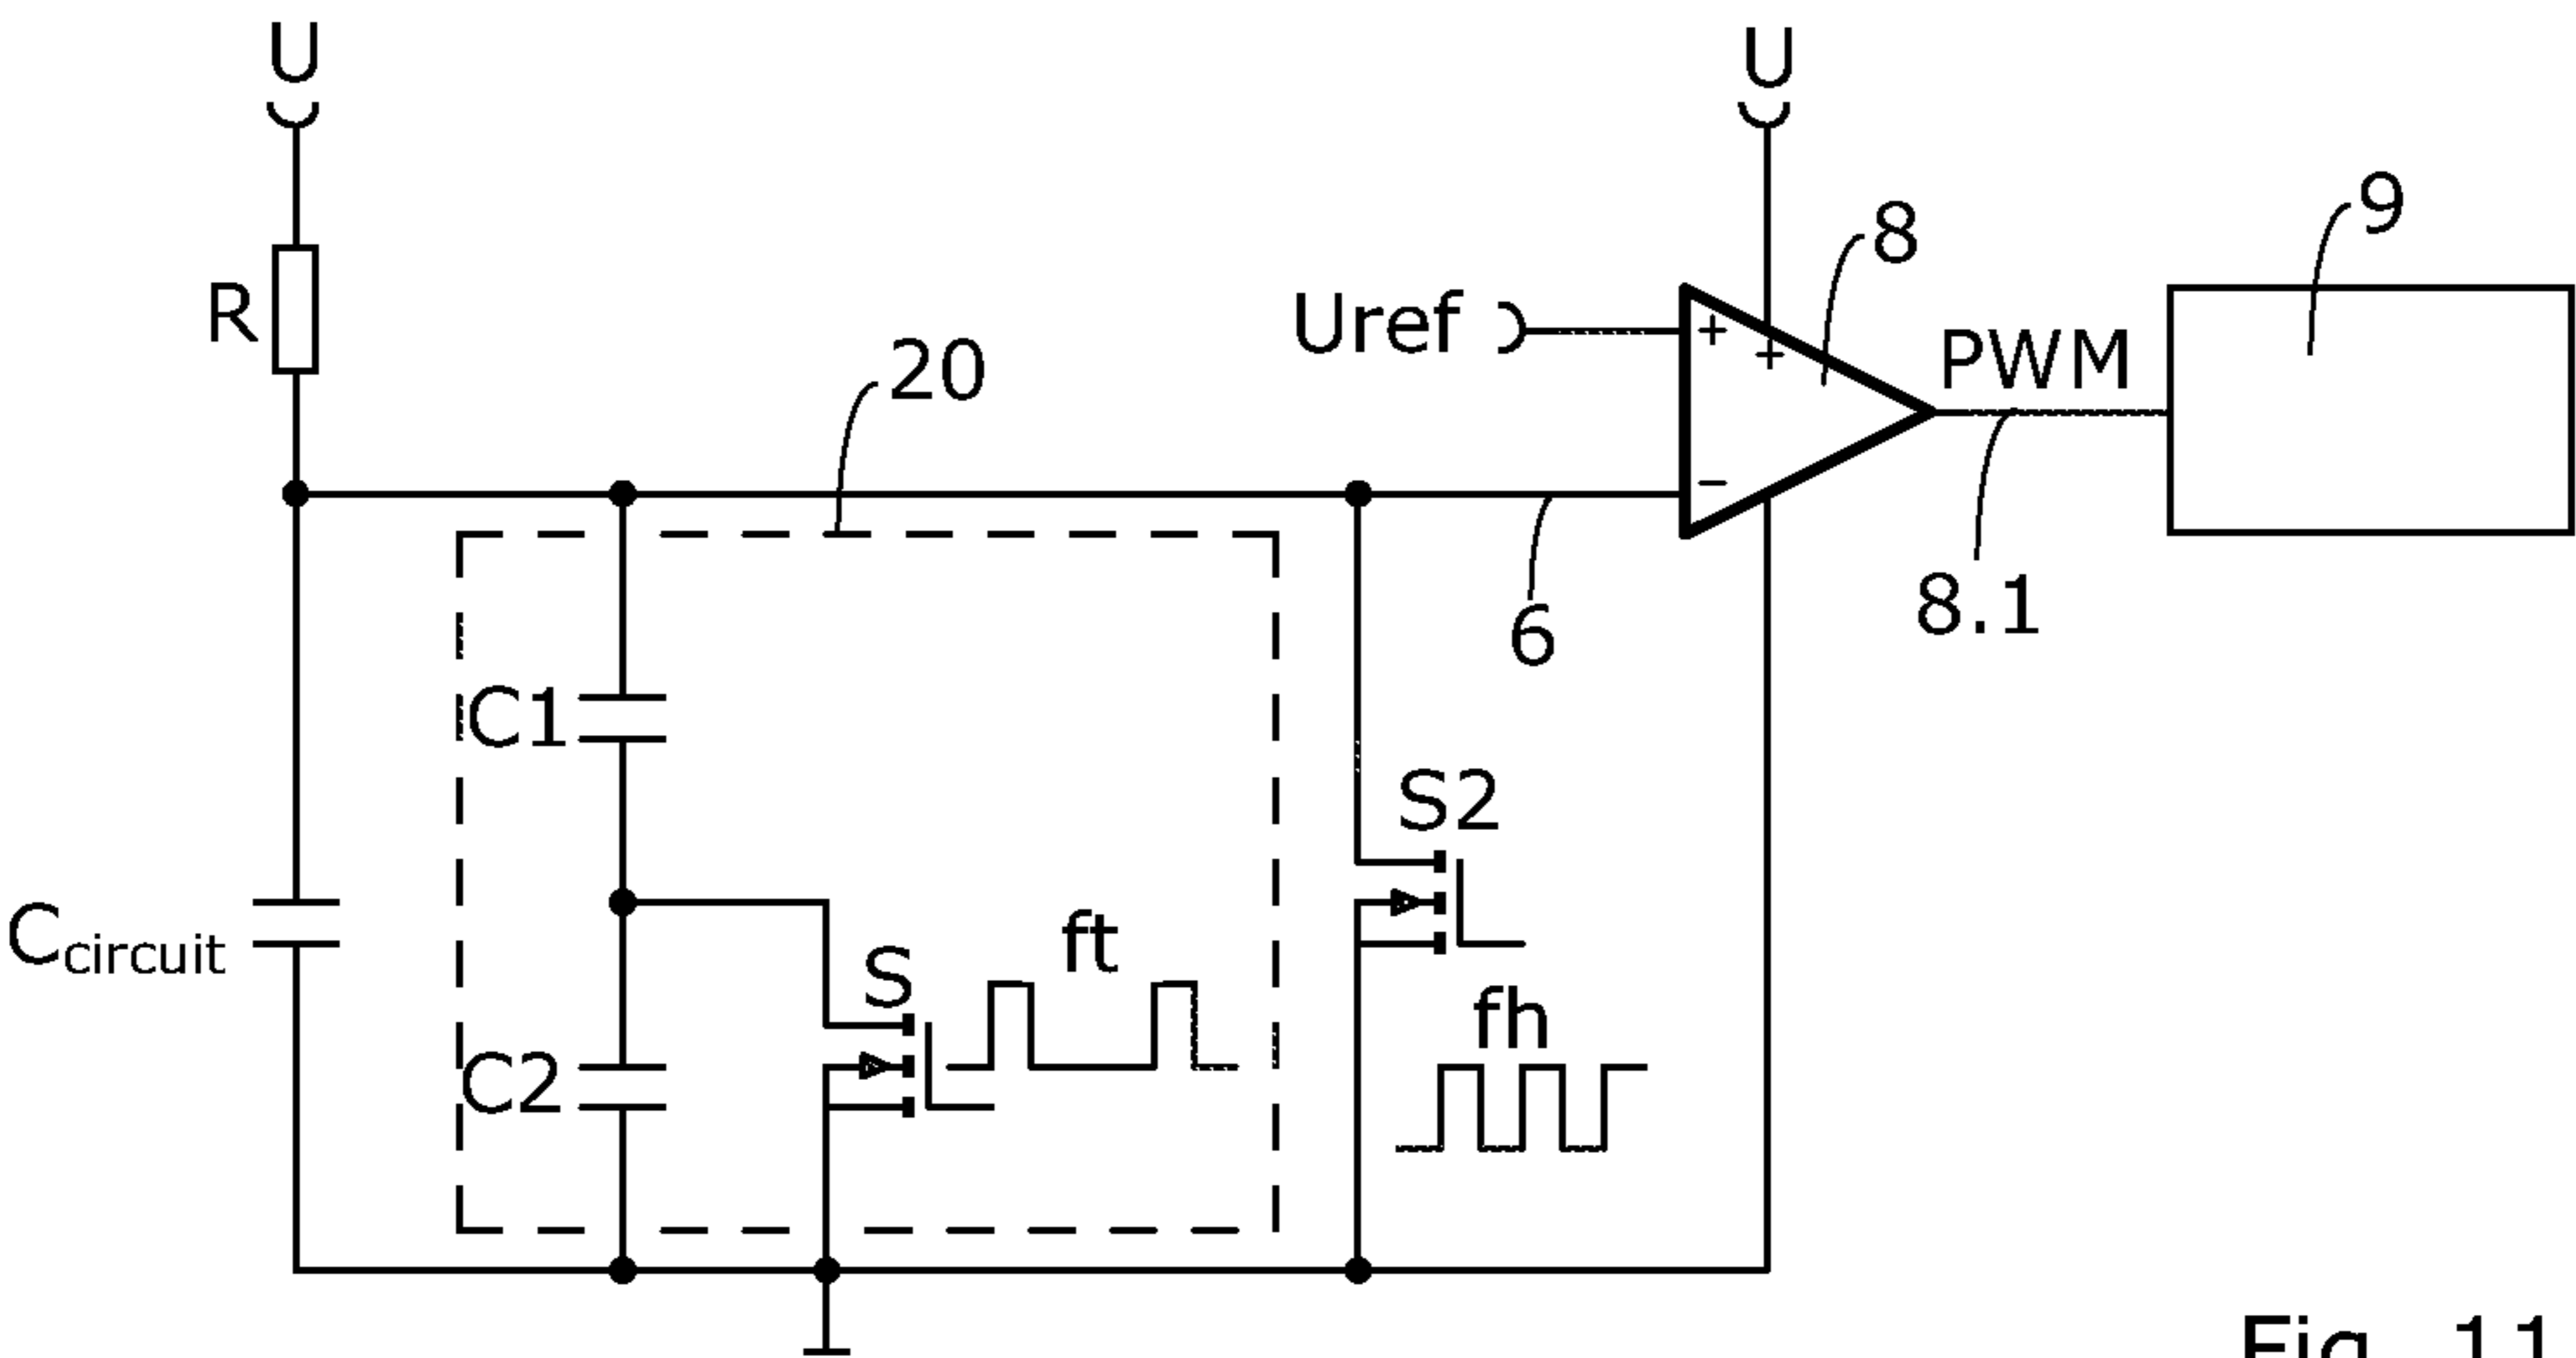 U
U
8
9
R
Uref
+
+
PWM
20
−
6
8.1
C1
S2
Ccircuit
ft
S
fh
C2
Fig. 11